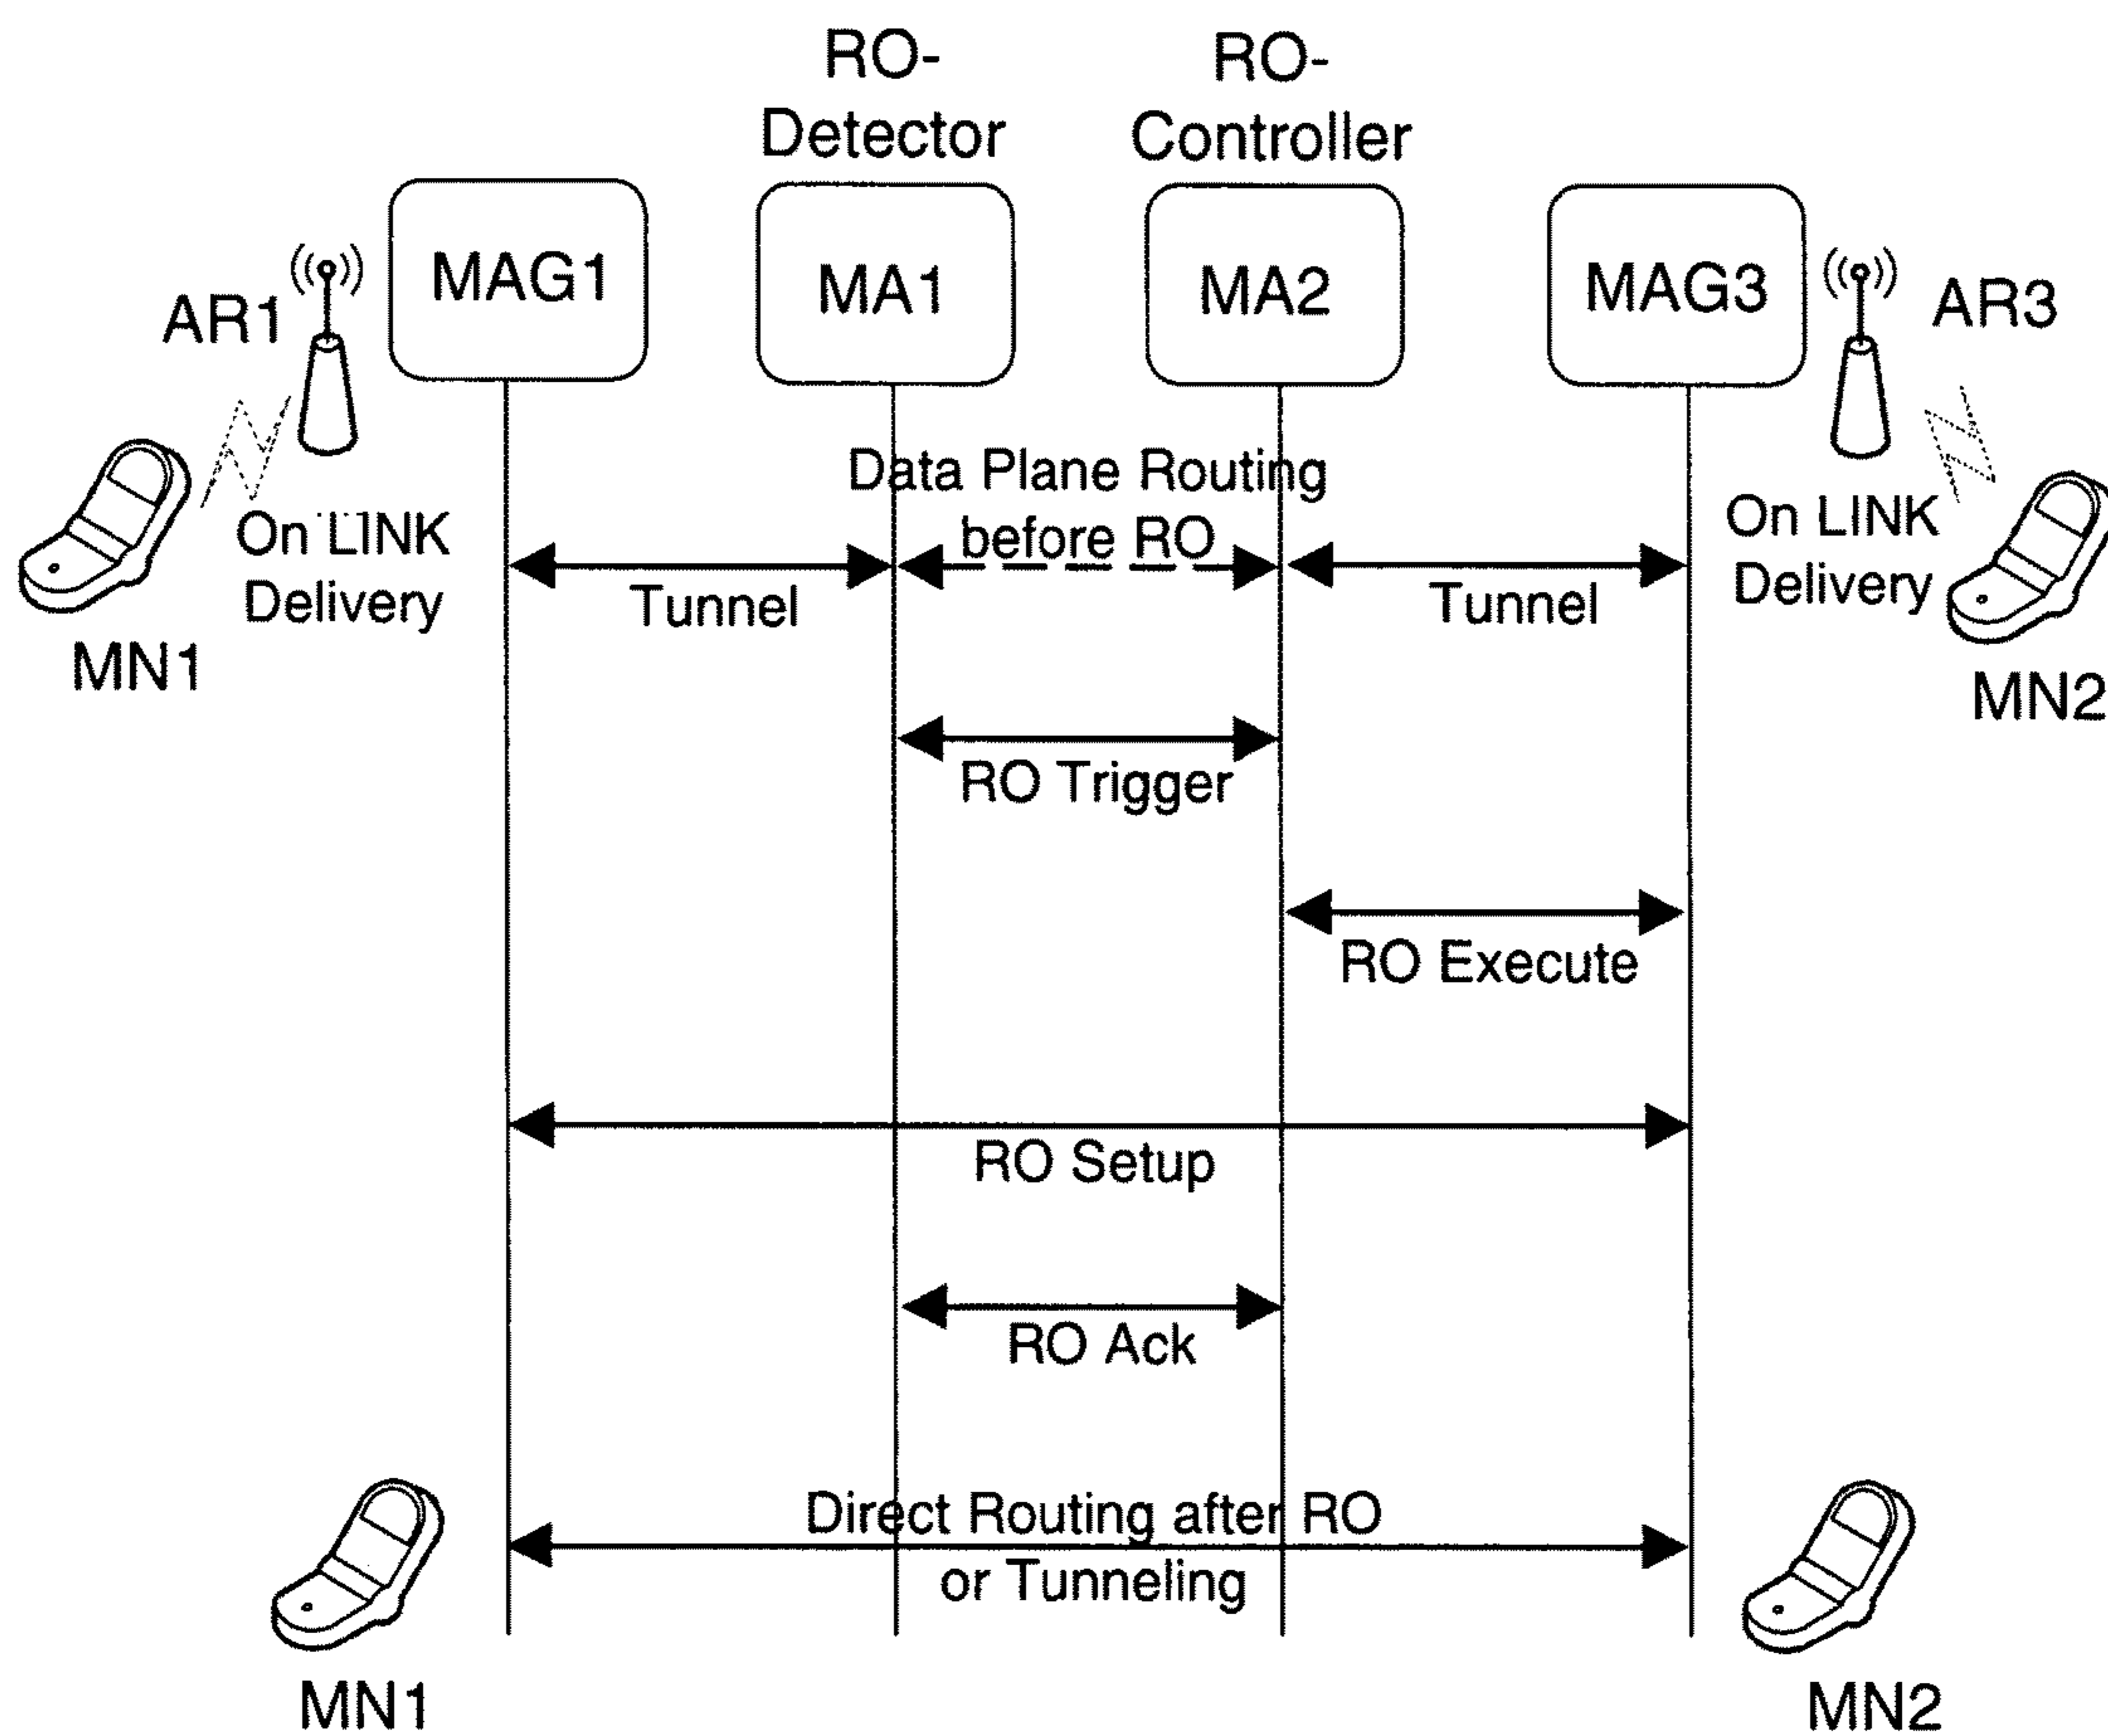 RO-
Detector
RO-
Controller
MAG1
MA1
MA2
MAG3
AR1
AR3
Data Plane Routing
before RO
On LINK
Delivery
On LINK
Delivery
Tunnel
Tunnel
MN1
MN2
RO Trigger
RO Execute
RO Setup
RO Ack
Direct Routing after RO
or Tunneling
MN1
MN2